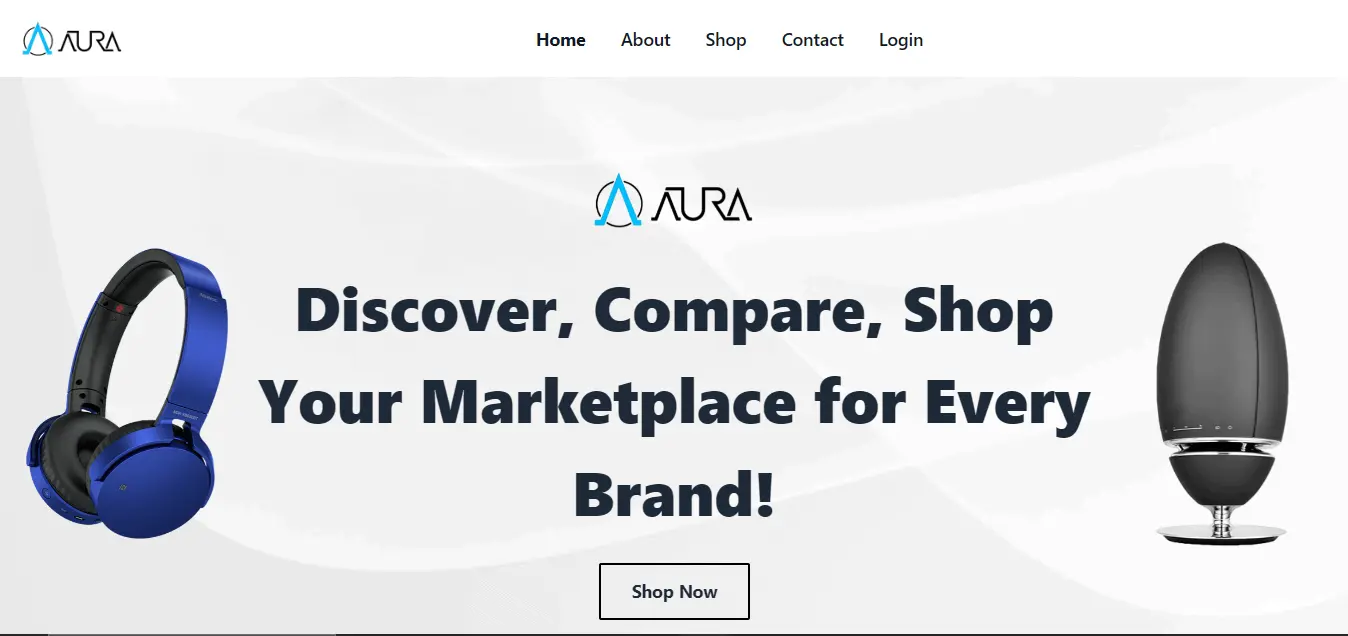 AURA
Home About Shop Contact Login
AURA
Discover, Compare, Shop
Your Marketplace for Every
Brand!
Shop Now